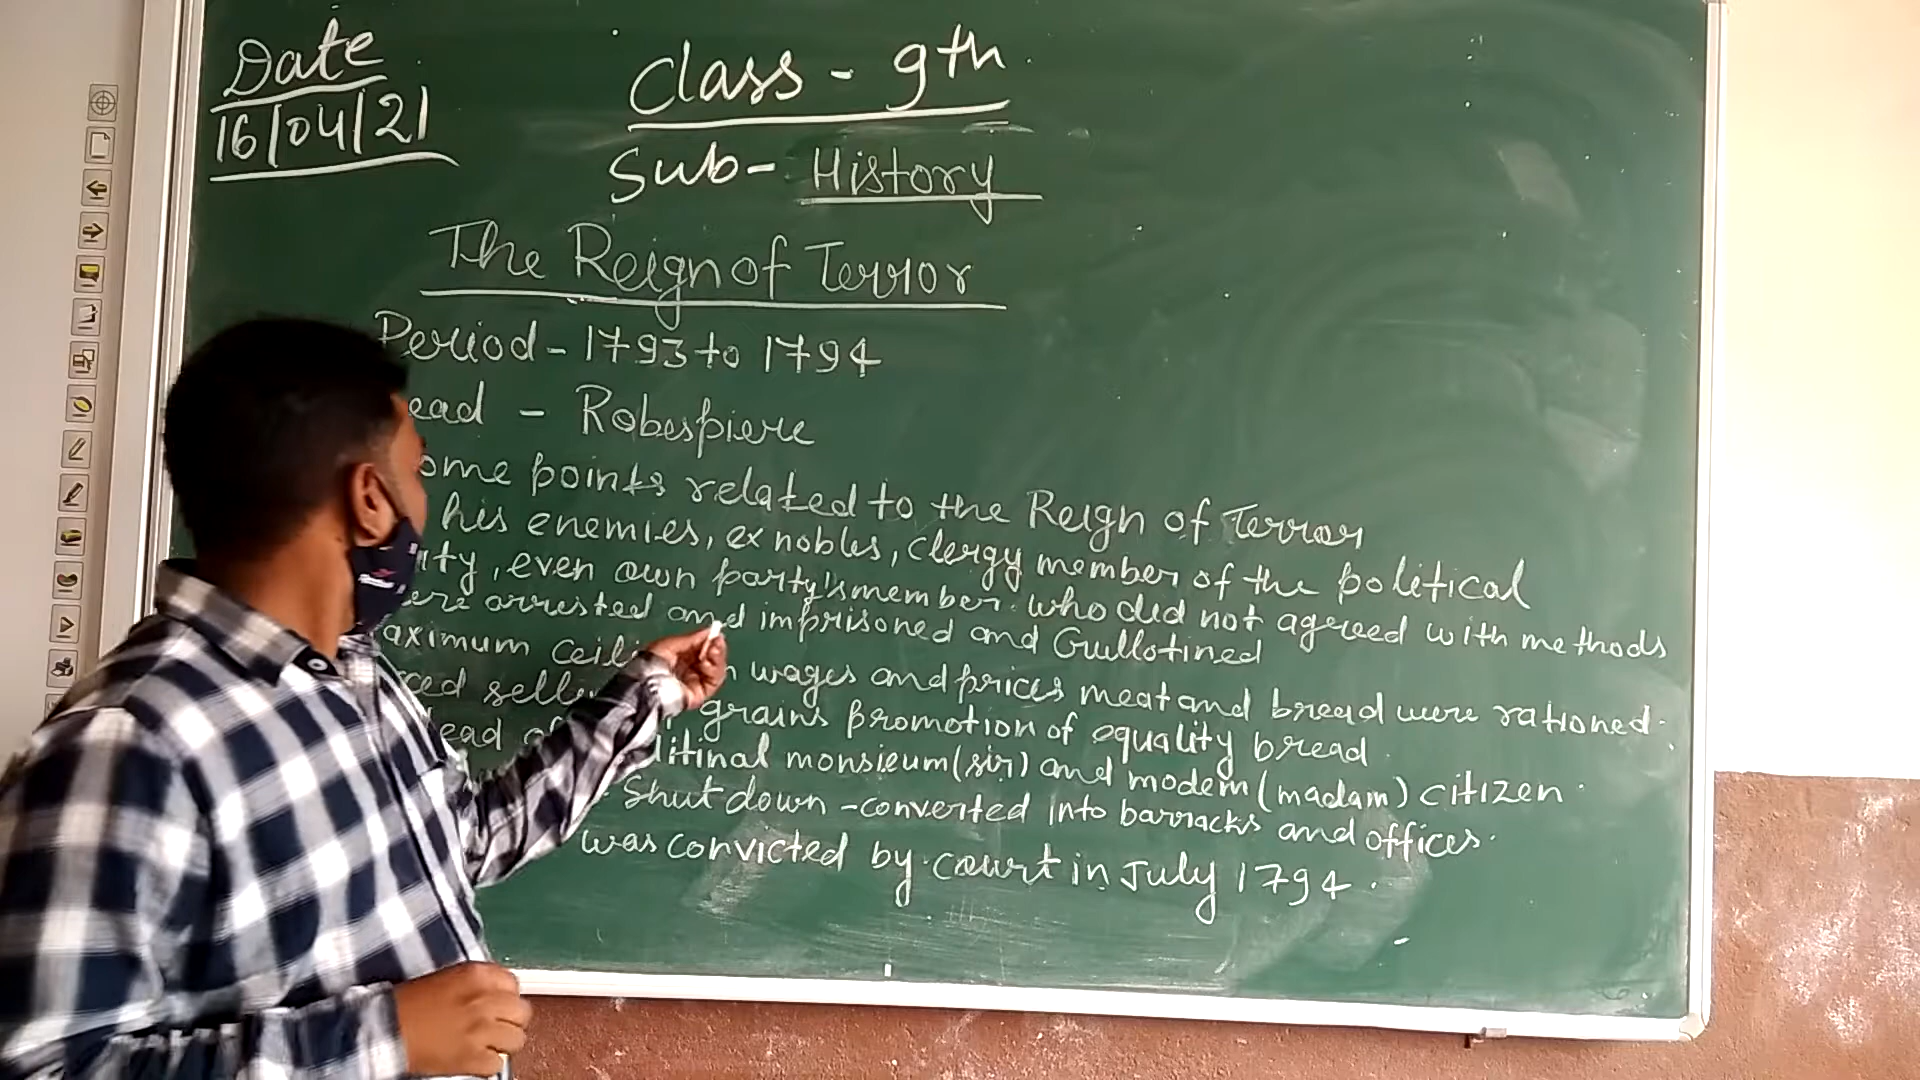 Date
16/04/21
Class - 9th
Sub- History
The Reign of Terror
Period - 1793 to 1794
ead - Robespiere
ome points related to the Reign of Terror
his enemies, ex nobles, clergy member of the political
ty, even own party's member who did not agreed with methods
ere arrested and imprisoned and Guillotined
aximum ceili n wages and prices meat and bread were rationed.
ced selle grains promotion of equality bread.
ead of litinal monsieum (sir) and modem (madam) citizen.
Shut down - converted into barracks and offices.
was convicted by court in July 1794.